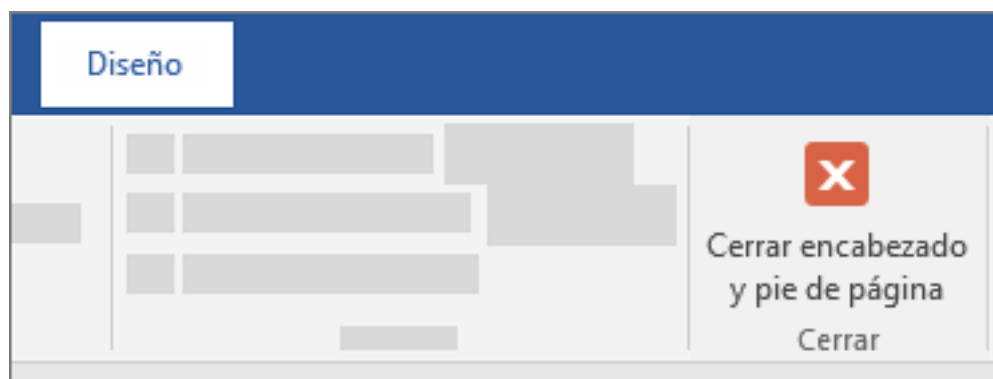 Diseño
Cerrar encabezado
y pie de página
Cerrar